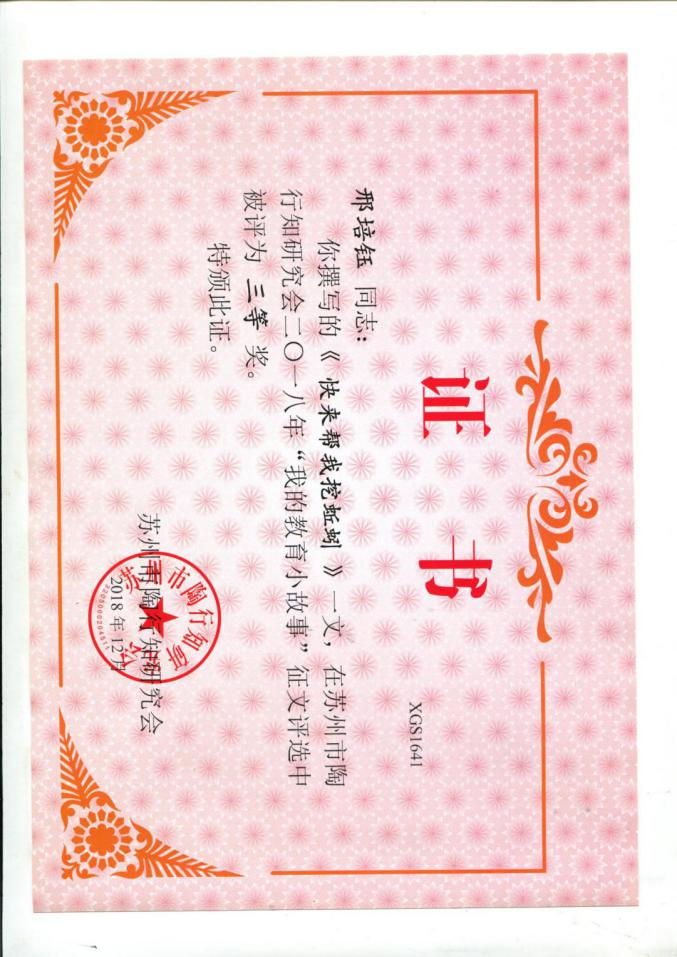 证书
XGS1641
邢培钰 同志：
你撰写的《 快来帮我挖蚯蚓 》一文，在苏州市陶
行知研究会二〇一八年“我的教育小故事”征文评选中
被评为 三等 奖。
特颁此证。
苏州市陶行知研究会
2018年12月